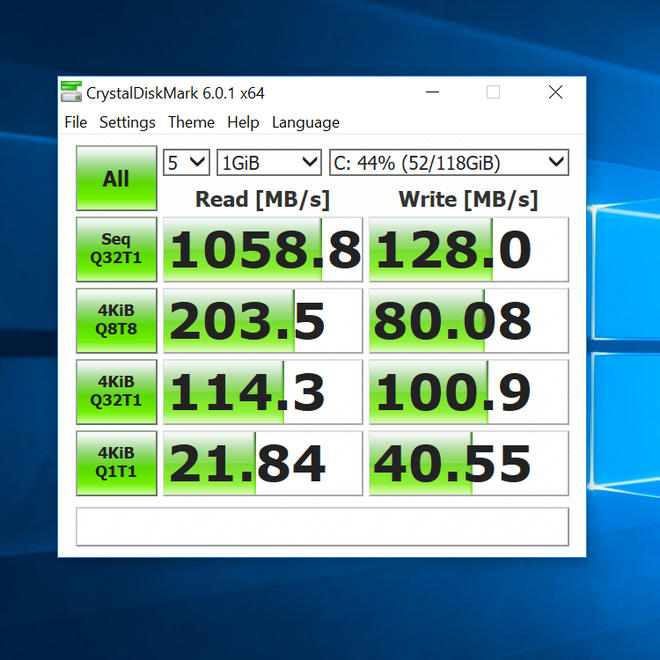 CrystalDiskMark 6.0.1 x64
File Settings Theme Help Language
All 5 1GiB C: 44% (52/118GiB)
Read [MB/s] Write [MB/s]
Seq
Q32T1 1058.8 128.0
4KiB
Q8T8 203.5 80.08
4KiB
Q32T1 114.3 100.9
4KiB
Q1T1 21.84 40.55